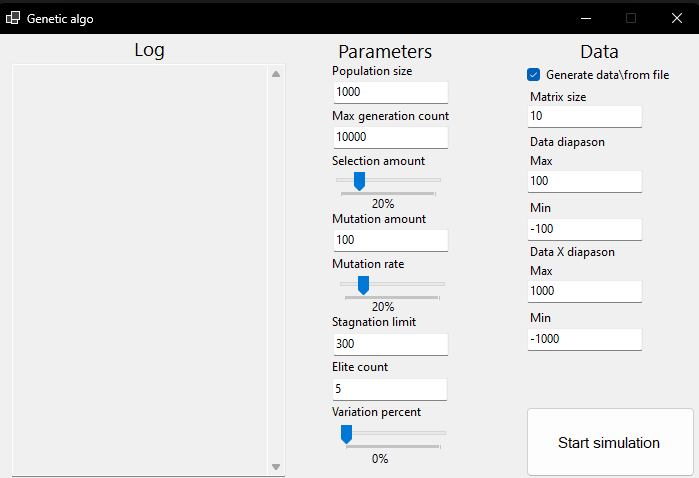 Genetic algo
Log
Parameters
Population size
1000
Max generation count
10000
Selection amount
20%
Mutation amount
100
Mutation rate
20%
Stagnation limit
300
Elite count
5
Variation percent
0%
Data
Generate data\from file
Matrix size
10
Data diapason
Max
100
Min
-100
Data X diapason
Max
1000
Min
-1000
Start simulation